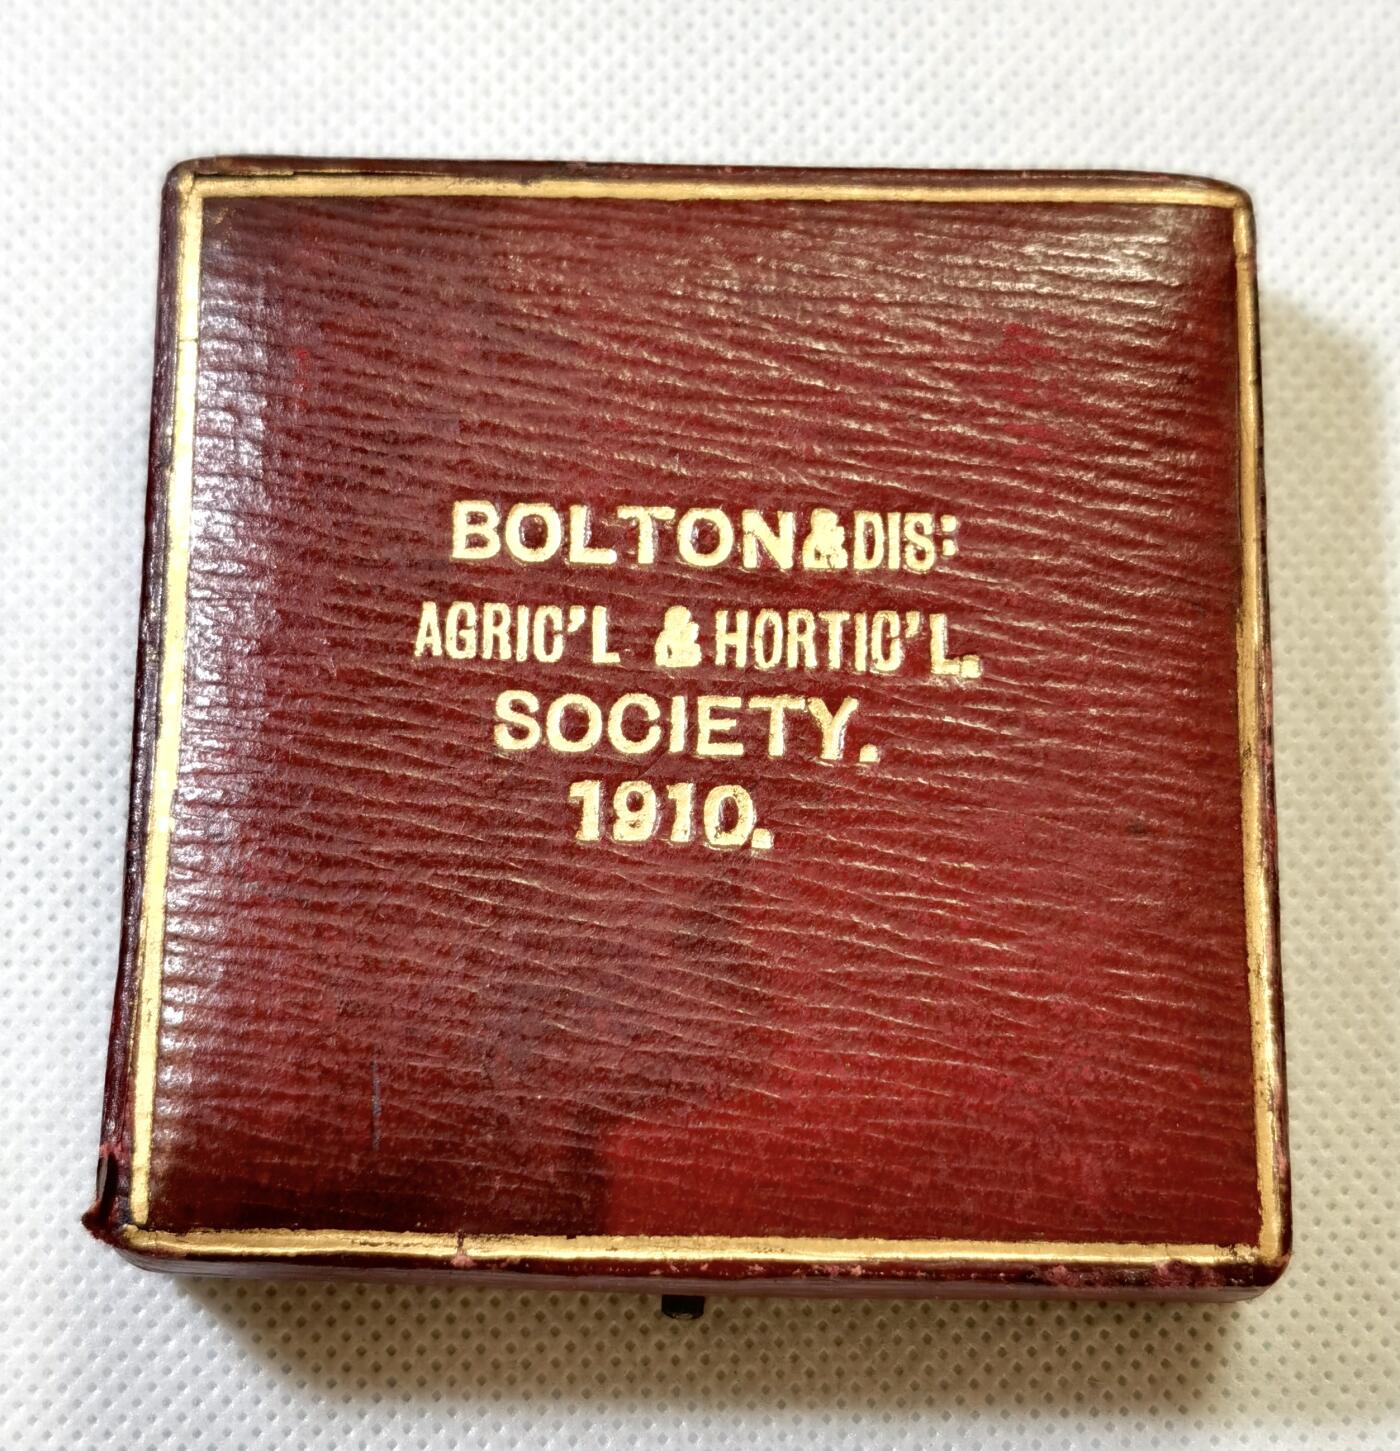 BOLTON&DIS:
AGRIC'L & HORTIC'L.
SOCIETY.
1910.